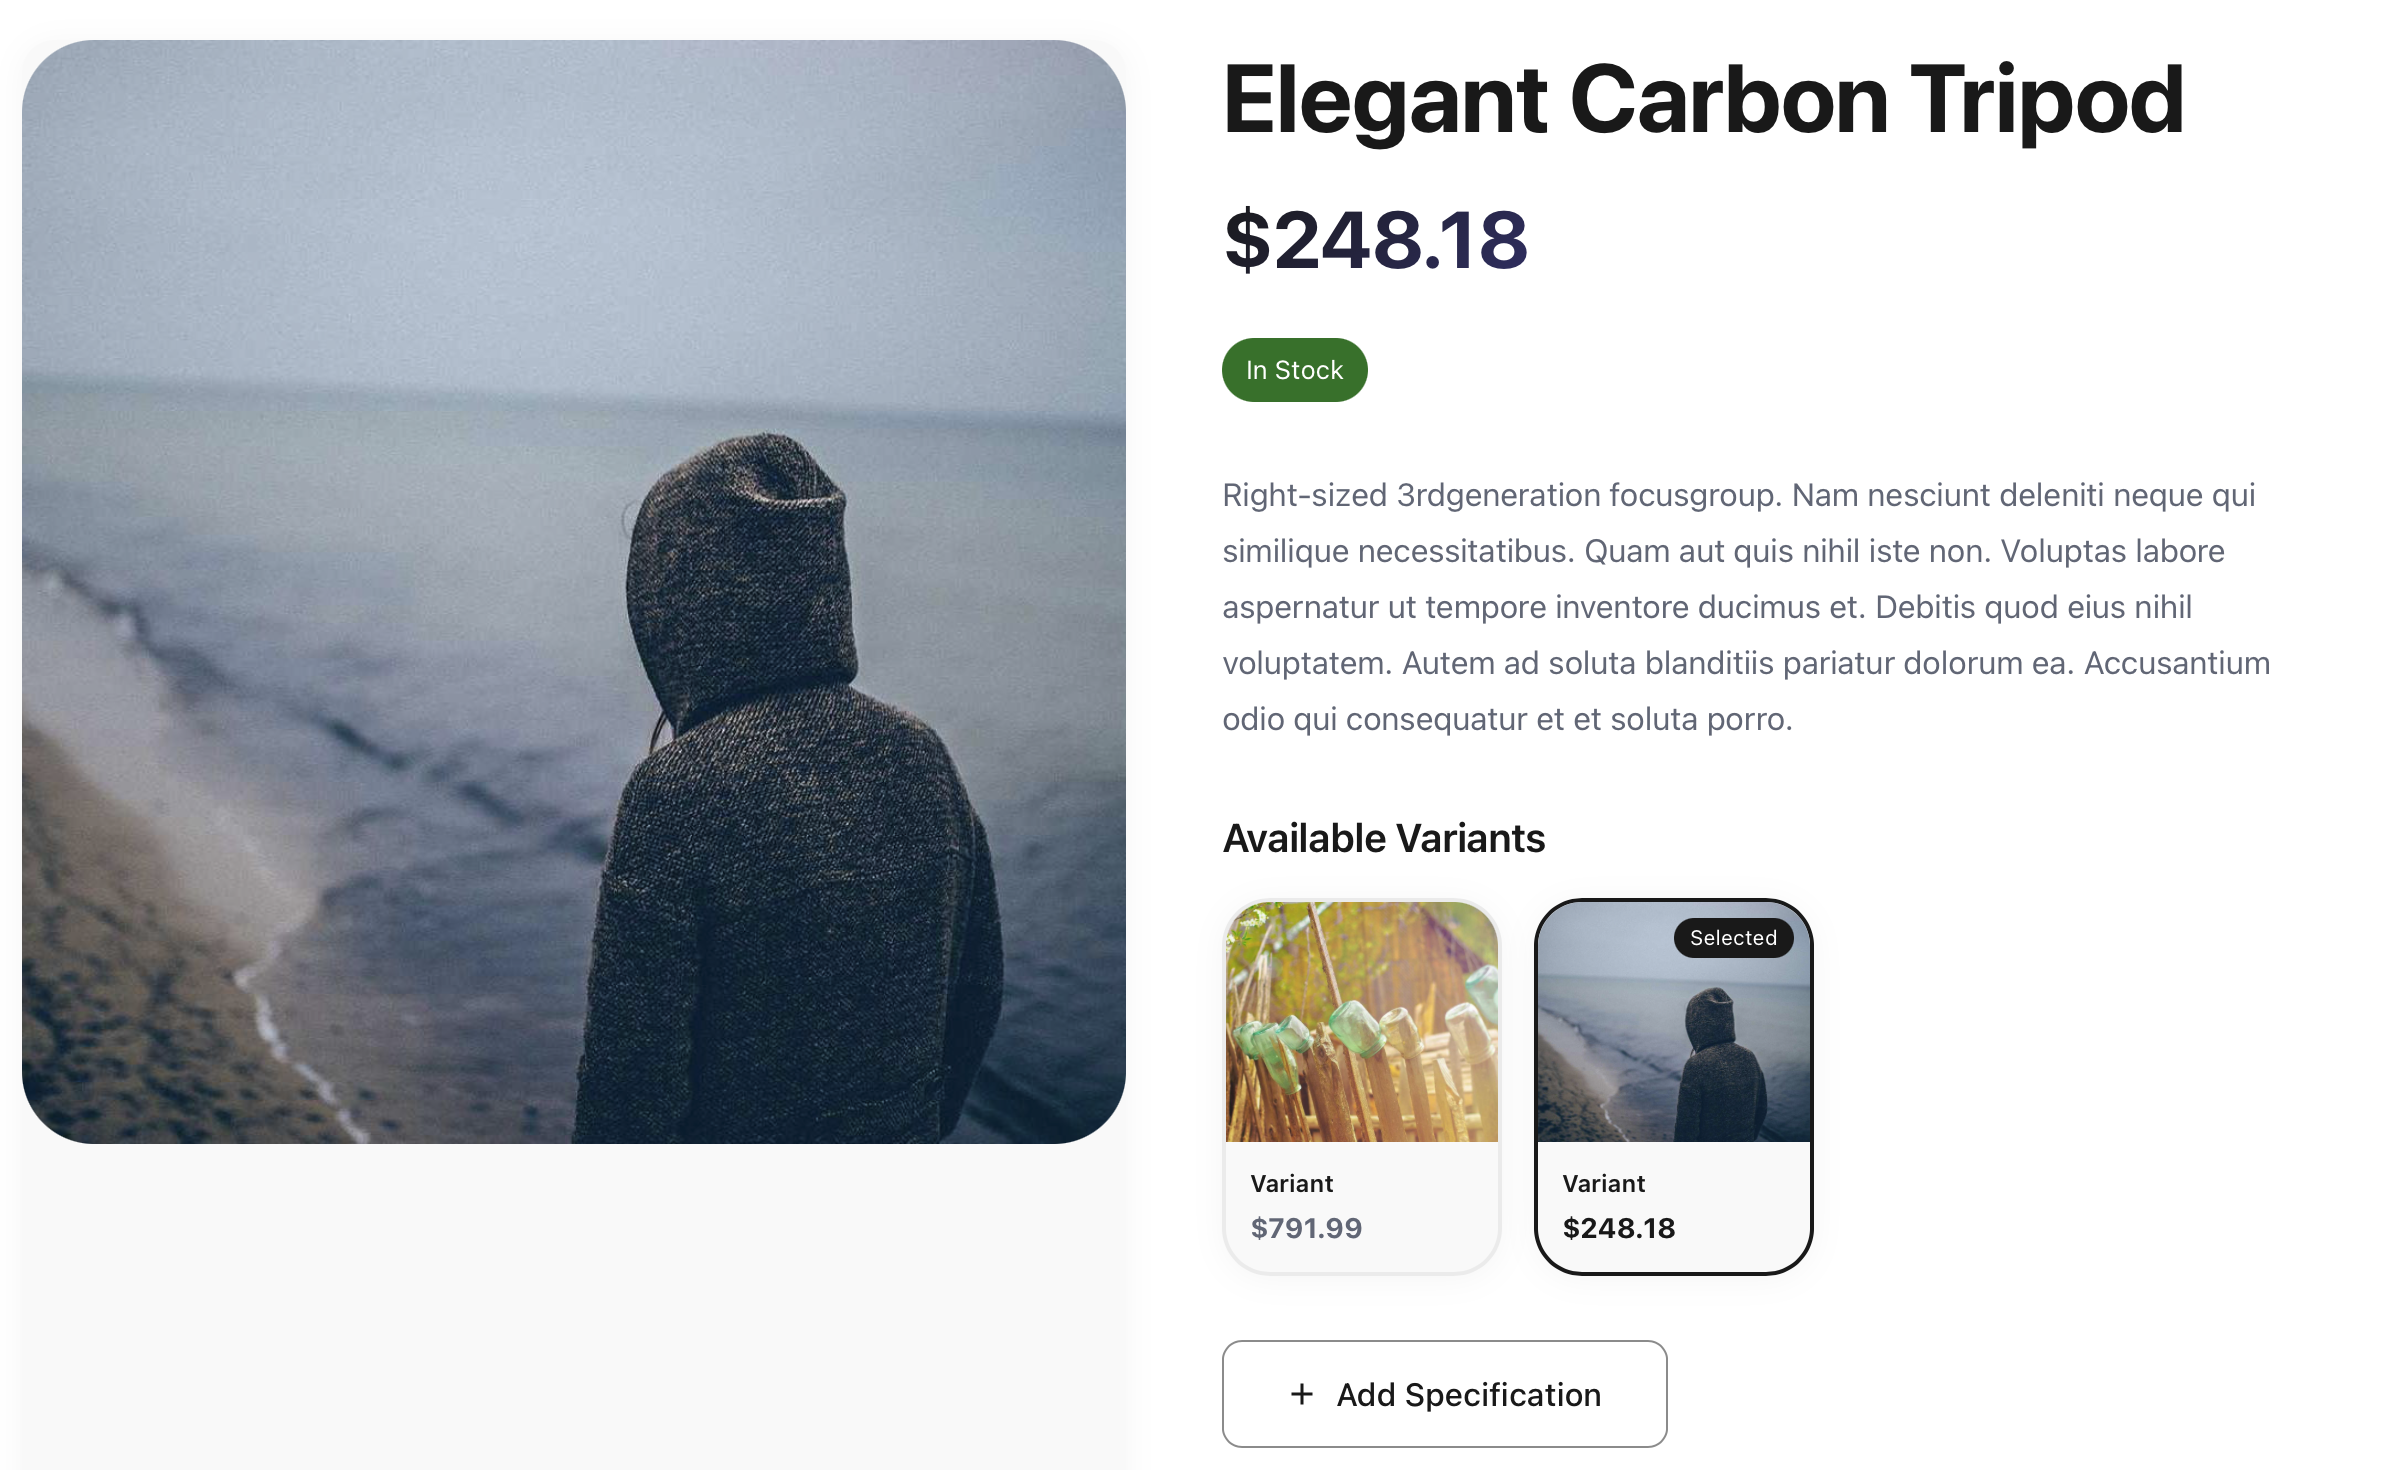 Elegant Carbon Tripod
$248.18
In Stock
Right-sized 3rdgeneration focusgroup. Nam nesciunt deleniti neque qui
similique necessitatibus. Quam aut quis nihil iste non. Voluptas labore
aspernatur ut tempore inventore ducimus et. Debitis quod eius nihil
voluptatem. Autem ad soluta blanditiis pariatur dolorum ea. Accusantium
odio qui consequatur et et soluta porro.
Available Variants
Variant
$791.99
Selected
Variant
$248.18
+ Add Specification